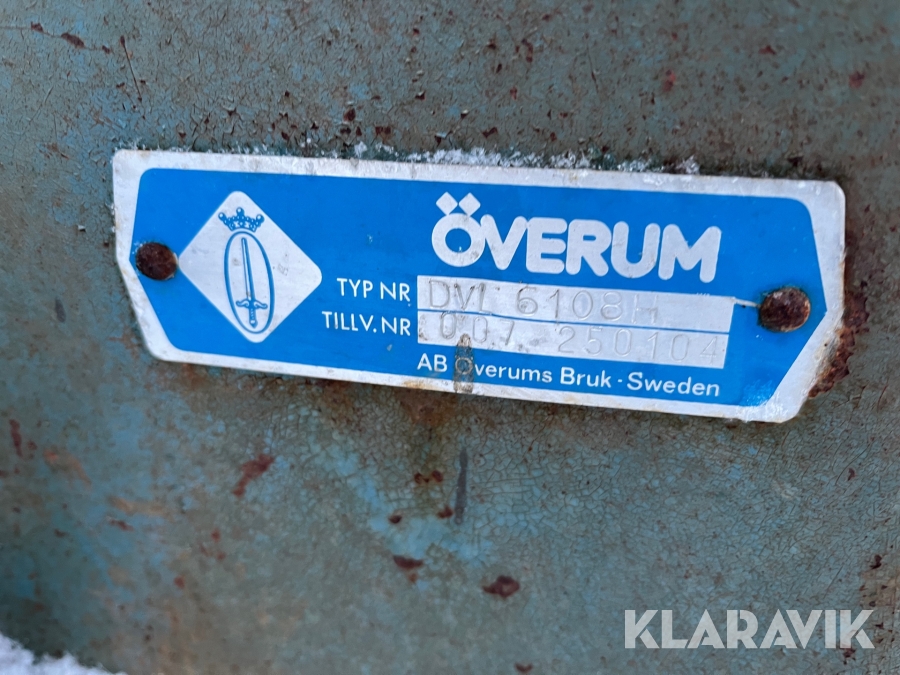 ÖVERUM
TYP NR DVL 6108H
TILLV.NR 007 250104
AB Överums Bruk - Sweden
KLARAVIK